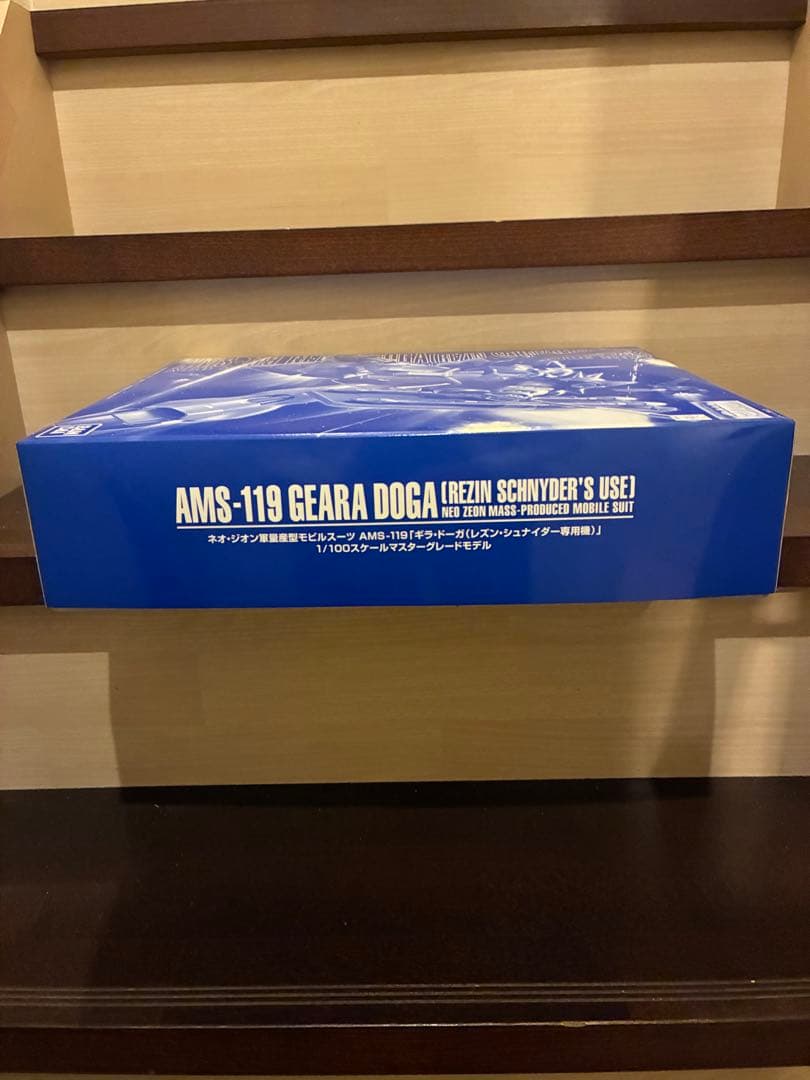 AMS-119 GEARA DOGA [REZIN SCHNYDER'S USE]
NEO ZEON MASS-PRODUCED MOBILE SUIT
ネオ・ジオン軍量産型モビルスーツ AMS-119「ギラ・ドーガ(レズン・シュナイダー専用機)」
1/100スケールマスターグレードモデル